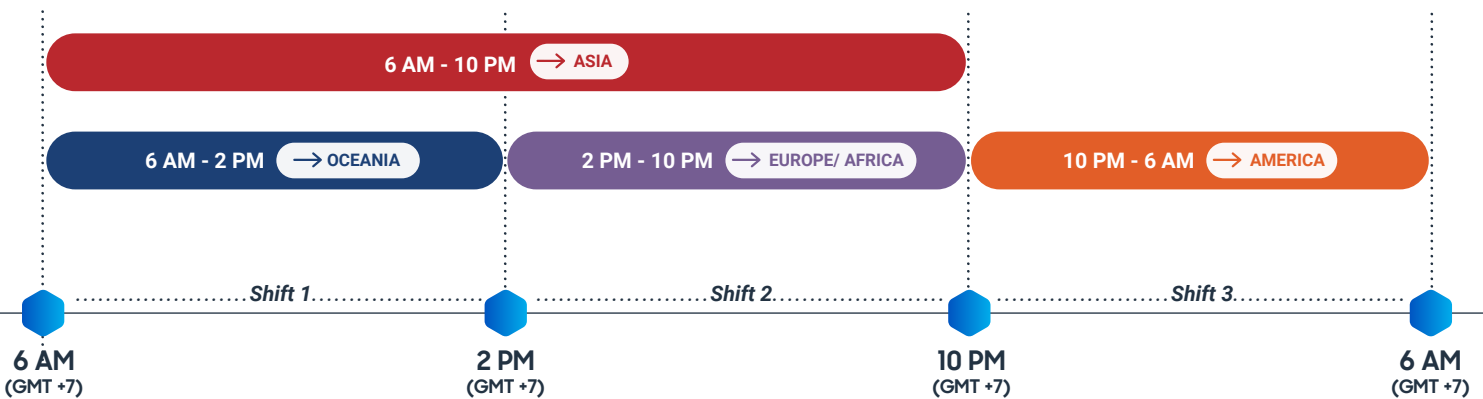 6 AM - 10 PM → ASIA
6 AM - 2 PM → OCEANIA
2 PM - 10 PM → EUROPE/ AFRICA
10 PM - 6 AM → AMERICA
Shift 1
Shift 2
Shift 3
6 AM
(GMT +7)
2 PM
(GMT +7)
10 PM
(GMT +7)
6 AM
(GMT +7)